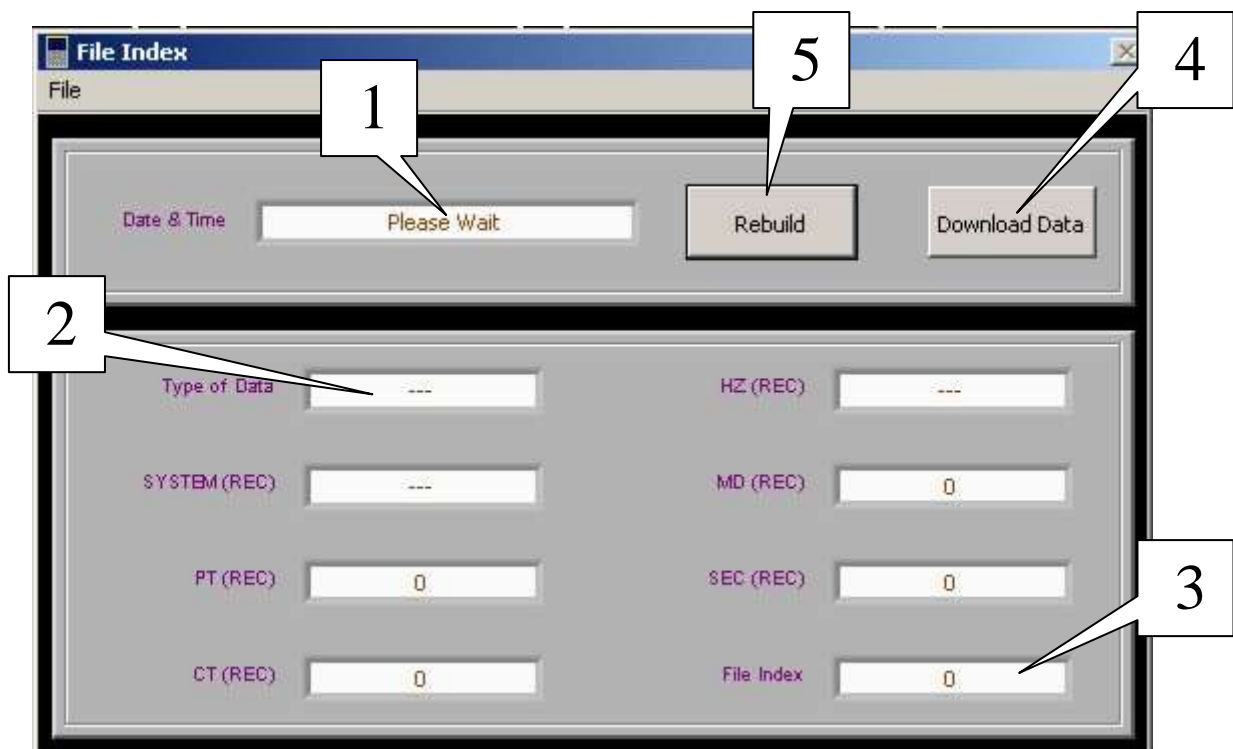 File Index
File
1
5
4
Date & Time Please Wait Rebuild Download Data
2
Type of Data --- HZ (REC) ---
SYSTEM (REC) --- MD (REC) 0
PT (REC) 0 SEC (REC) 0
3
CT (REC) 0 File Index 0